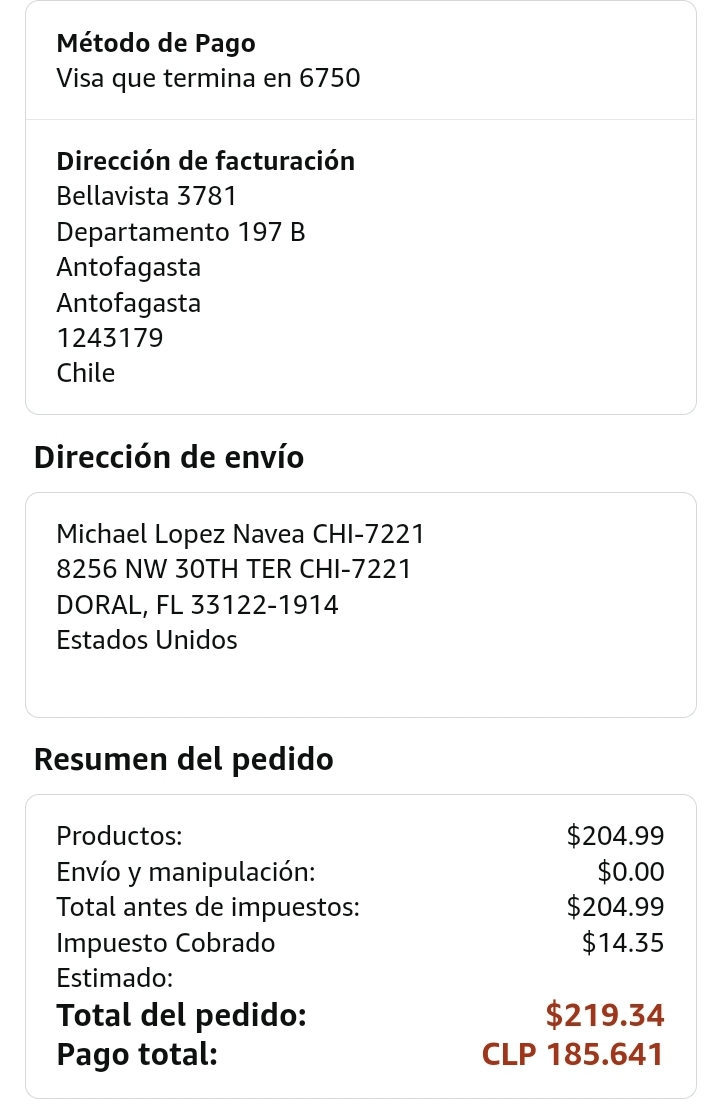 Método de Pago
Visa que termina en 6750
Dirección de facturación
Bellavista 3781
Departamento 197 B
Antofagasta
Antofagasta
1243179
Chile
Dirección de envío
Michael Lopez Navea CHI-7221
8256 NW 30TH TER CHI-7221
DORAL, FL 33122-1914
Estados Unidos
Resumen del pedido
Productos: $204.99
Envío y manipulación: $0.00
Total antes de impuestos: $204.99
Impuesto Cobrado $14.35
Estimado:
Total del pedido: $219.34
Pago total: CLP 185.641